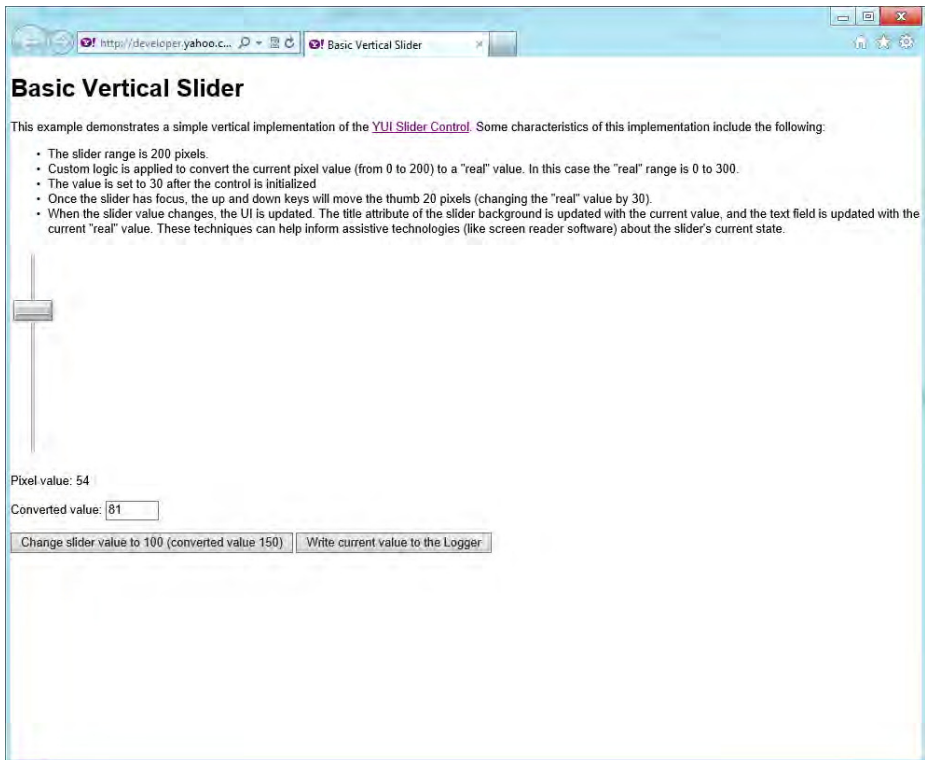 http://developer.yahoo.c...
Basic Vertical Slider
Basic Vertical Slider
This example demonstrates a simple vertical implementation of the YUI Slider Control. Some characteristics of this implementation include the following:
• The slider range is 200 pixels.
• Custom logic is applied to convert the current pixel value (from 0 to 200) to a "real" value. In this case the "real" range is 0 to 300.
• The value is set to 30 after the control is initialized
• Once the slider has focus, the up and down keys will move the thumb 20 pixels (changing the "real" value by 30).
• When the slider value changes, the UI is updated. The title attribute of the slider background is updated with the current value, and the text field is updated with the
current "real" value. These techniques can help inform assistive technologies (like screen reader software) about the slider's current state.
Pixel value: 54
Converted value: 81
Change slider value to 100 (converted value 150) Write current value to the Logger